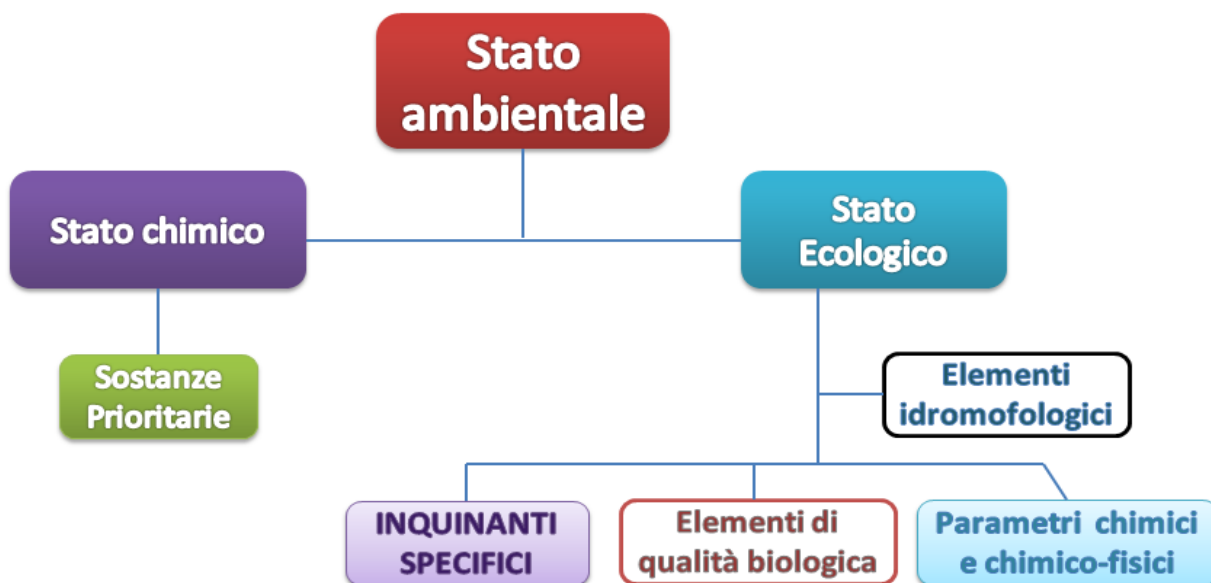 Stato
ambientale
Stato chimico
Stato
Ecologico
Sostanze
Prioritarie
Elementi
idromofologici
INQUINANTI
SPECIFICI
Elementi di
qualità biologica
Parametri chimici
e chimico-fisici